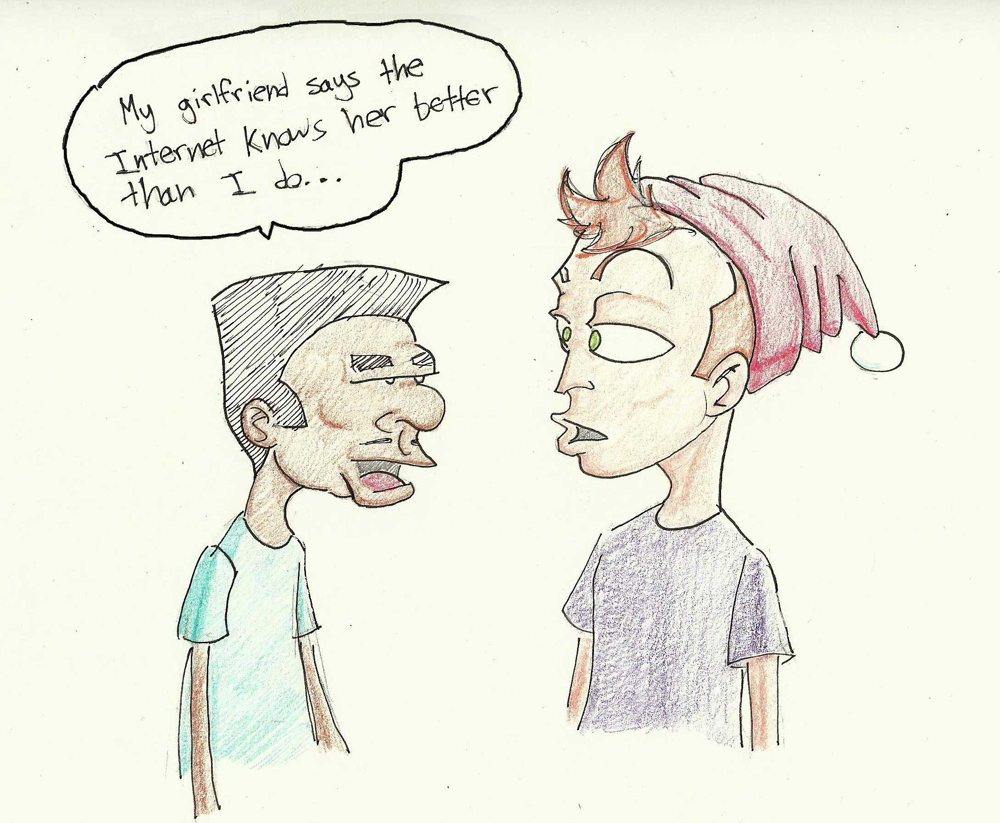 My girlfriend says the
Internet knows her better
than I do...